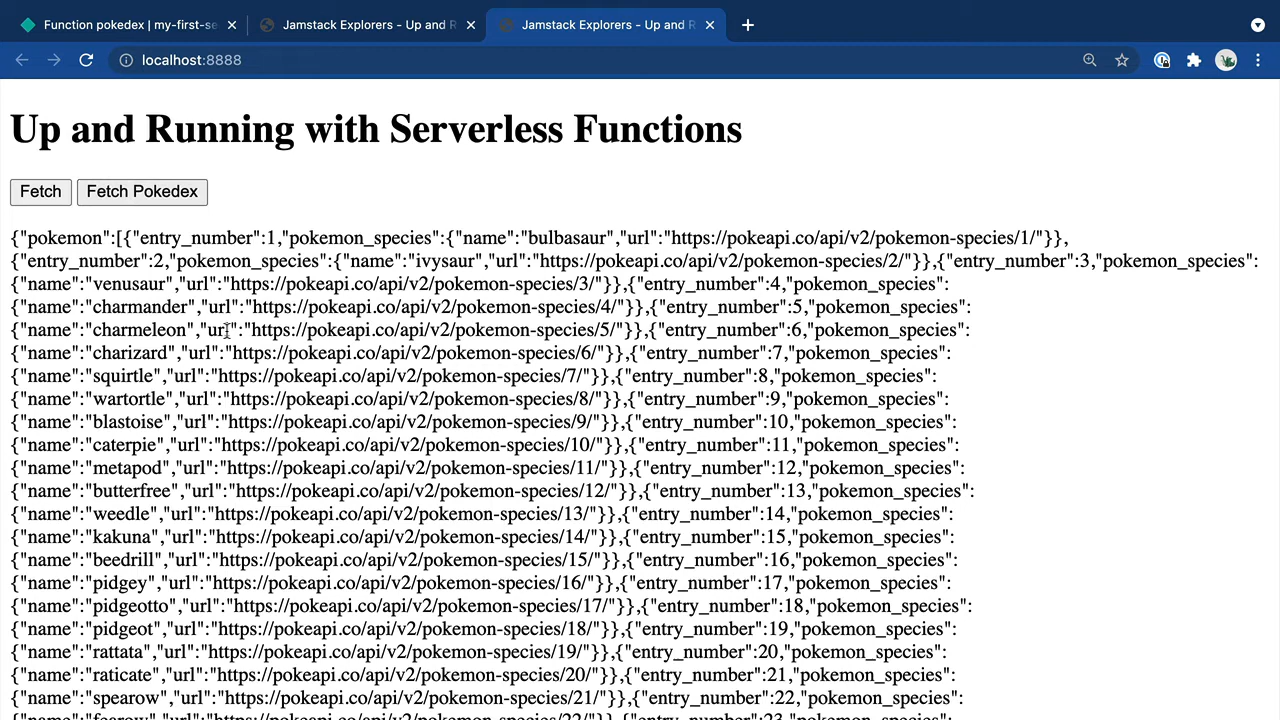 Function pokedex | my-first-se
Jamstack Explorers - Up and R
Jamstack Explorers - Up and R
localhost:8888
Up and Running with Serverless Functions
Fetch
Fetch Pokedex
{"pokemon":[{"entry_number":1,"pokemon_species":{"name":"bulbasaur","url":"https://pokeapi.co/api/v2/pokemon-species/1/"}},
{"entry_number":2,"pokemon_species":{"name":"ivysaur","url":"https://pokeapi.co/api/v2/pokemon-species/2/"}},{"entry_number":3,"pokemon_species":
{"name":"venusaur","url":"https://pokeapi.co/api/v2/pokemon-species/3/"}},{"entry_number":4,"pokemon_species":
{"name":"charmander","url":"https://pokeapi.co/api/v2/pokemon-species/4/"}},{"entry_number":5,"pokemon_species":
{"name":"charmeleon","url":"https://pokeapi.co/api/v2/pokemon-species/5/"}},{"entry_number":6,"pokemon_species":
{"name":"charizard","url":"https://pokeapi.co/api/v2/pokemon-species/6/"}},{"entry_number":7,"pokemon_species":
{"name":"squirtle","url":"https://pokeapi.co/api/v2/pokemon-species/7/"}},{"entry_number":8,"pokemon_species":
{"name":"wartortle","url":"https://pokeapi.co/api/v2/pokemon-species/8/"}},{"entry_number":9,"pokemon_species":
{"name":"blastoise","url":"https://pokeapi.co/api/v2/pokemon-species/9/"}},{"entry_number":10,"pokemon_species":
{"name":"caterpie","url":"https://pokeapi.co/api/v2/pokemon-species/10/"}},{"entry_number":11,"pokemon_species":
{"name":"metapod","url":"https://pokeapi.co/api/v2/pokemon-species/11/"}},{"entry_number":12,"pokemon_species":
{"name":"butterfree","url":"https://pokeapi.co/api/v2/pokemon-species/12/"}},{"entry_number":13,"pokemon_species":
{"name":"weedle","url":"https://pokeapi.co/api/v2/pokemon-species/13/"}},{"entry_number":14,"pokemon_species":
{"name":"kakuna","url":"https://pokeapi.co/api/v2/pokemon-species/14/"}},{"entry_number":15,"pokemon_species":
{"name":"beedrill","url":"https://pokeapi.co/api/v2/pokemon-species/15/"}},{"entry_number":16,"pokemon_species":
{"name":"pidgey","url":"https://pokeapi.co/api/v2/pokemon-species/16/"}},{"entry_number":17,"pokemon_species":
{"name":"pidgeotto","url":"https://pokeapi.co/api/v2/pokemon-species/17/"}},{"entry_number":18,"pokemon_species":
{"name":"pidgeot","url":"https://pokeapi.co/api/v2/pokemon-species/18/"}},{"entry_number":19,"pokemon_species":
{"name":"rattata","url":"https://pokeapi.co/api/v2/pokemon-species/19/"}},{"entry_number":20,"pokemon_species":
{"name":"raticate","url":"https://pokeapi.co/api/v2/pokemon-species/20/"}},{"entry_number":21,"pokemon_species":
{"name":"spearow","url":"https://pokeapi.co/api/v2/pokemon-species/21/"}},{"entry_number":22,"pokemon_species":